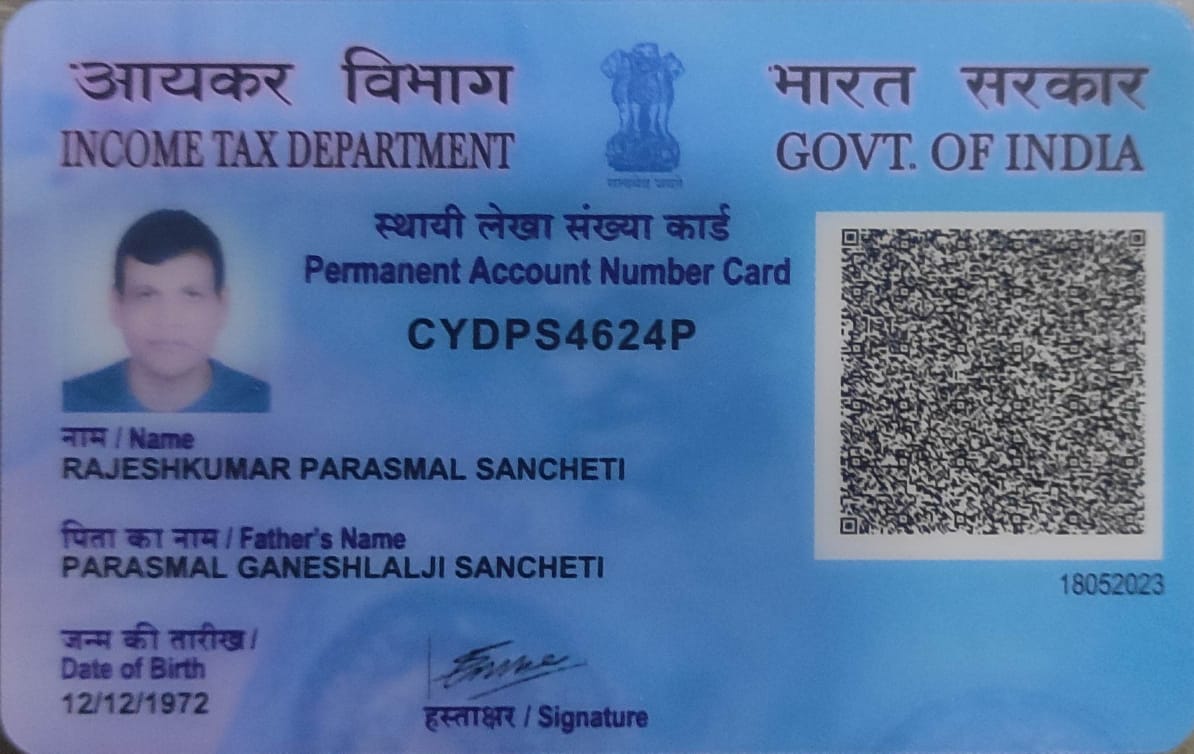 आयकर विभाग
INCOME TAX DEPARTMENT
भारत सरकार
GOVT. OF INDIA
सत्यमेव जयते
स्थायी लेखा संख्या कार्ड
Permanent Account Number Card
CYDPS4624P
नाम / Name
RAJESHKUMAR PARASMAL SANCHETI
पिता का नाम / Father's Name
PARASMAL GANESHLALJI SANCHETI
18052023
जन्म की तारीख /
Date of Birth
12/12/1972
हस्ताक्षर / Signature